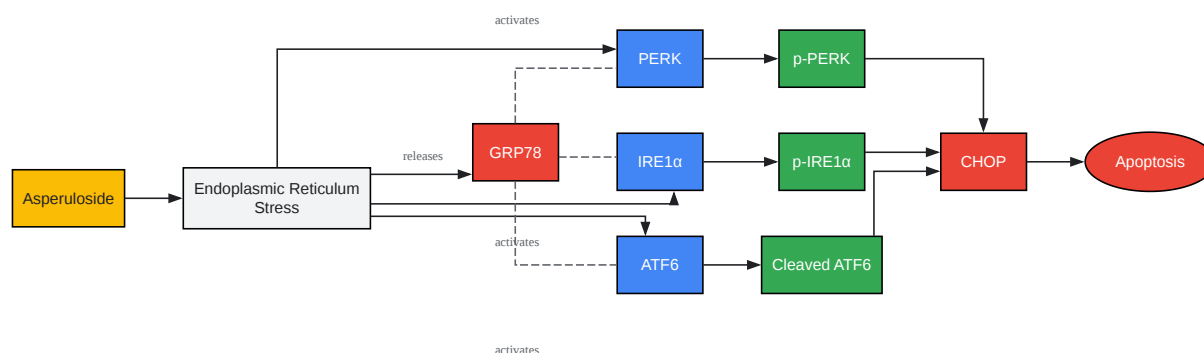 activates
PERK
p-PERK
GRP78
releases
IRE1α
p-IRE1α
CHOP
Apoptosis
Asperuloside
Endoplasmic Reticulum
Stress
activates
ATF6
Cleaved ATF6
activates